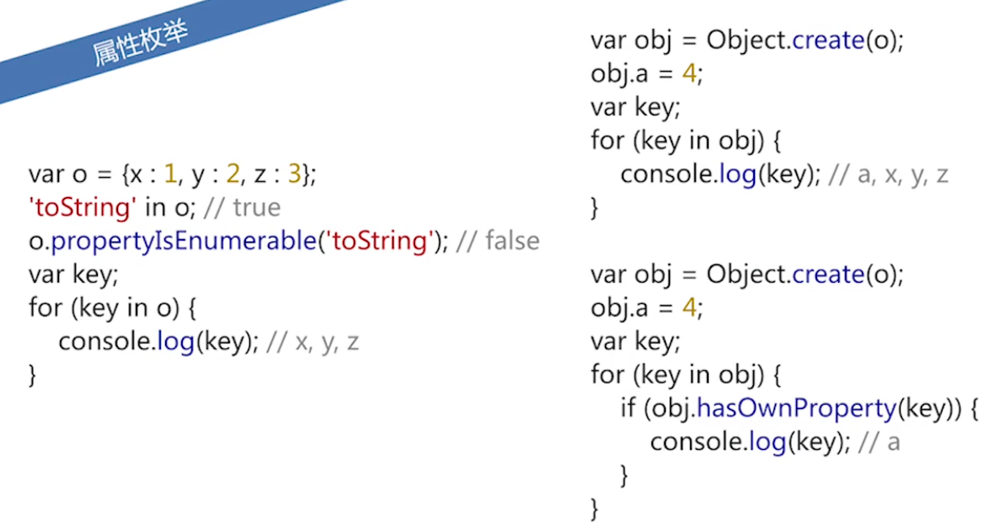 属性枚举
var o = {x : 1, y : 2, z : 3};
'toString' in o; // true
o.propertyIsEnumerable('toString'); // false
var key;
for (key in o) {
    console.log(key); // x, y, z
}
var obj = Object.create(o);
obj.a = 4;
var key;
for (key in obj) {
    console.log(key); // a, x, y, z
}
var obj = Object.create(o);
obj.a = 4;
var key;
for (key in obj) {
    if (obj.hasOwnProperty(key)) {
        console.log(key); // a
    }
}